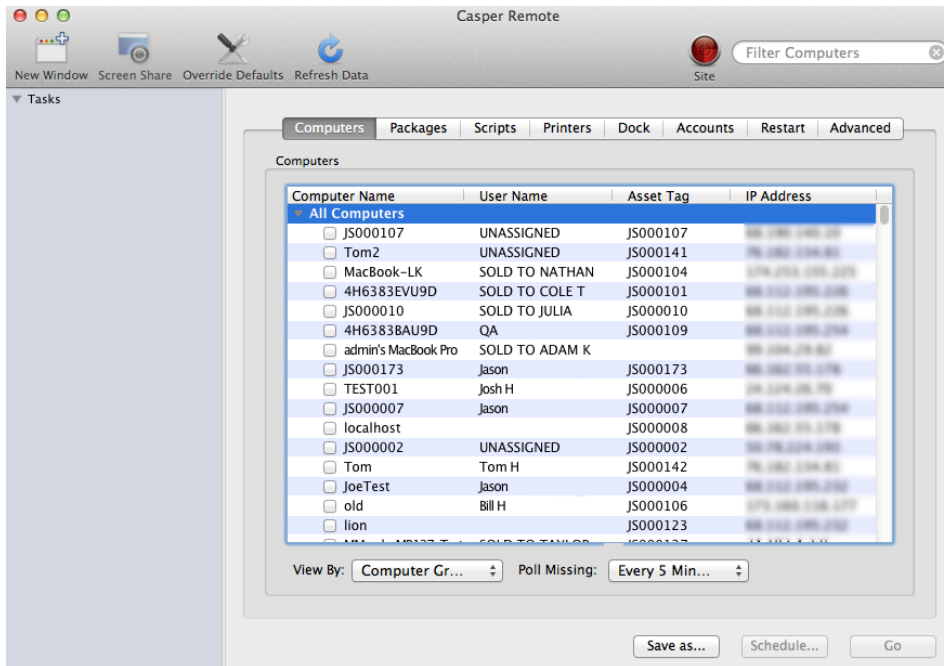 Casper Remote
New Window Screen Share Override Defaults Refresh Data Site Filter Computers
Tasks
Computers Packages Scripts Printers Dock Accounts Restart Advanced
Computers
Computer Name User Name Asset Tag IP Address
All Computers
JS000107 UNASSIGNED JS000107
Tom2 UNASSIGNED JS000141
MacBook-LK SOLD TO NATHAN JS000104
4H6383EVU9D SOLD TO COLE T JS000101
JS000010 SOLD TO JULIA JS000010
4H6383BAU9D QA JS000109
admin's MacBook Pro SOLD TO ADAM K
JS000173 Jason JS000173
TEST001 Josh H JS000006
JS000007 Jason JS000007
localhost JS000008
JS000002 UNASSIGNED JS000002
Tom Tom H JS000142
JoeTest Jason JS000004
old Bill H JS000106
lion JS000123
View By: Computer Gr... Poll Missing: Every 5 Min...
Save as... Schedule... Go